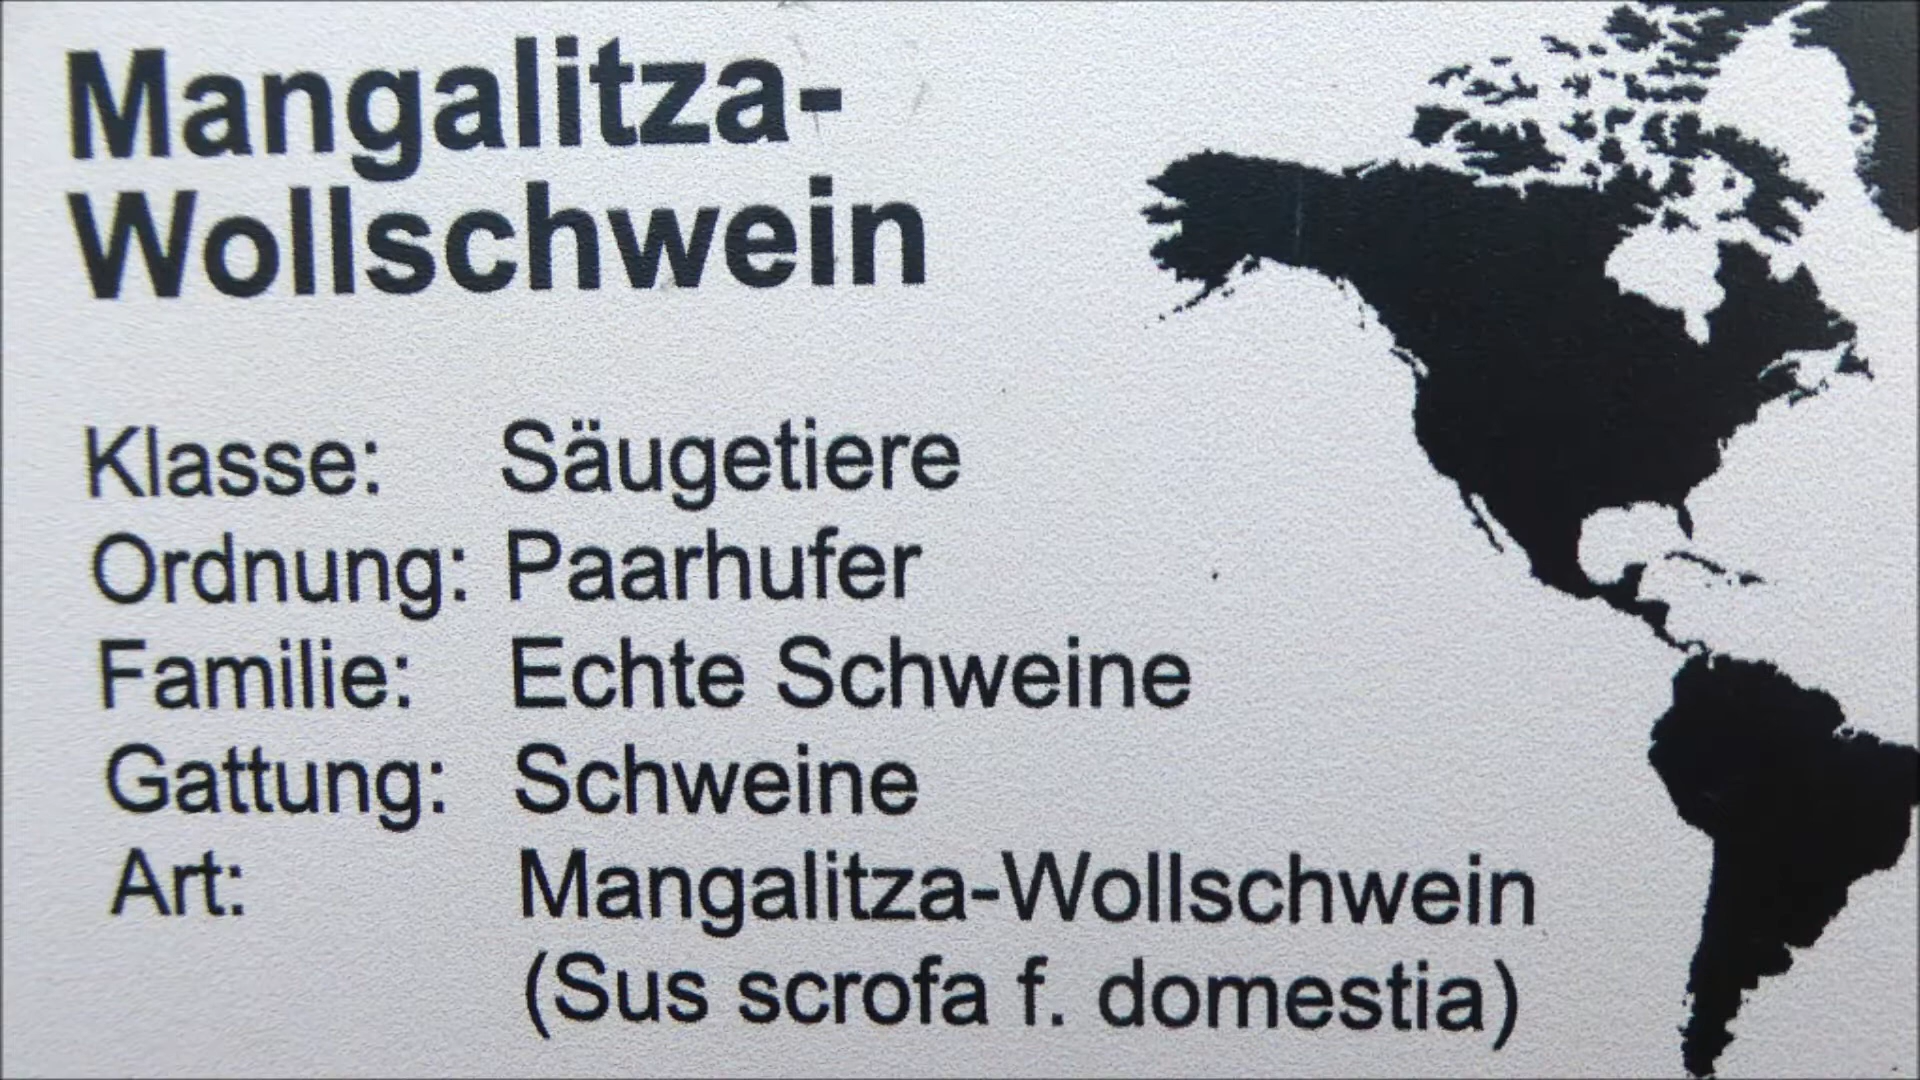 Mangalitza-
Wollschwein
Klasse: Säugetiere
Ordnung: Paarhufer
Familie: Echte Schweine
Gattung: Schweine
Art: Mangalitza-Wollschwein
(Sus scrofa f. domestia)